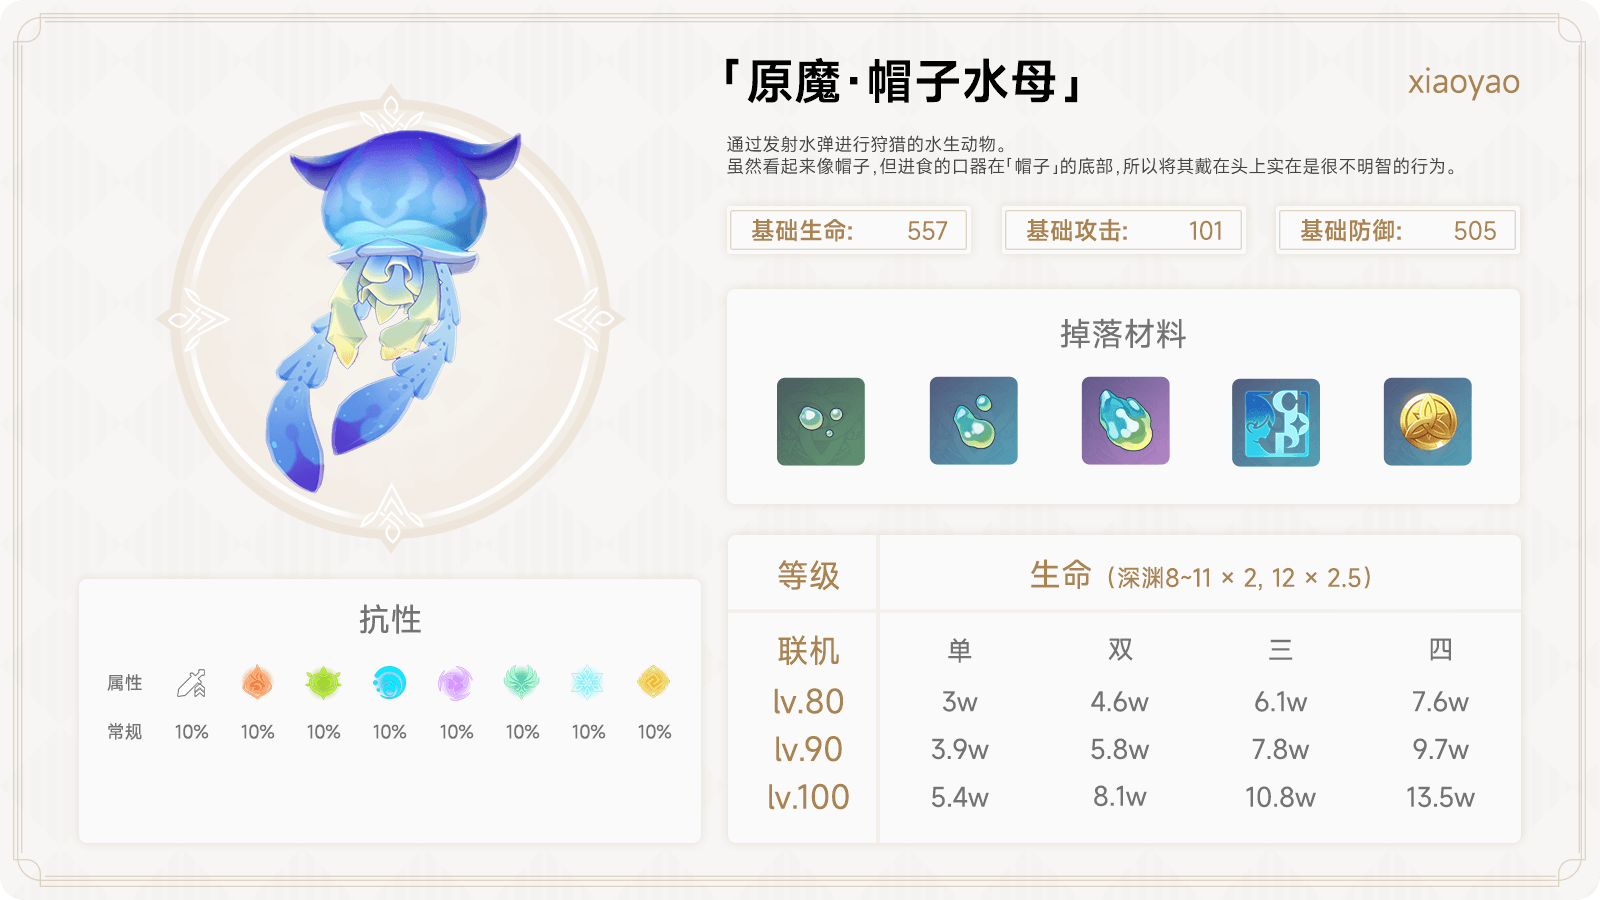 「原魔·帽子水母」
xiaoyao
通过发射水弹进行狩猎的水生动物。
虽然看起来像帽子,但进食的口器在「帽子」的底部,所以将其戴在头上实在是很不明智的行为。
基础生命: 557
基础攻击: 101
基础防御: 505
掉落材料
抗性
属性
常规 10% 10% 10% 10% 10% 10% 10% 10%
等级 生命（深渊8~11 × 2, 12 × 2.5）
联机 单 双 三 四
lv.80 3w 4.6w 6.1w 7.6w
lv.90 3.9w 5.8w 7.8w 9.7w
lv.100 5.4w 8.1w 10.8w 13.5w